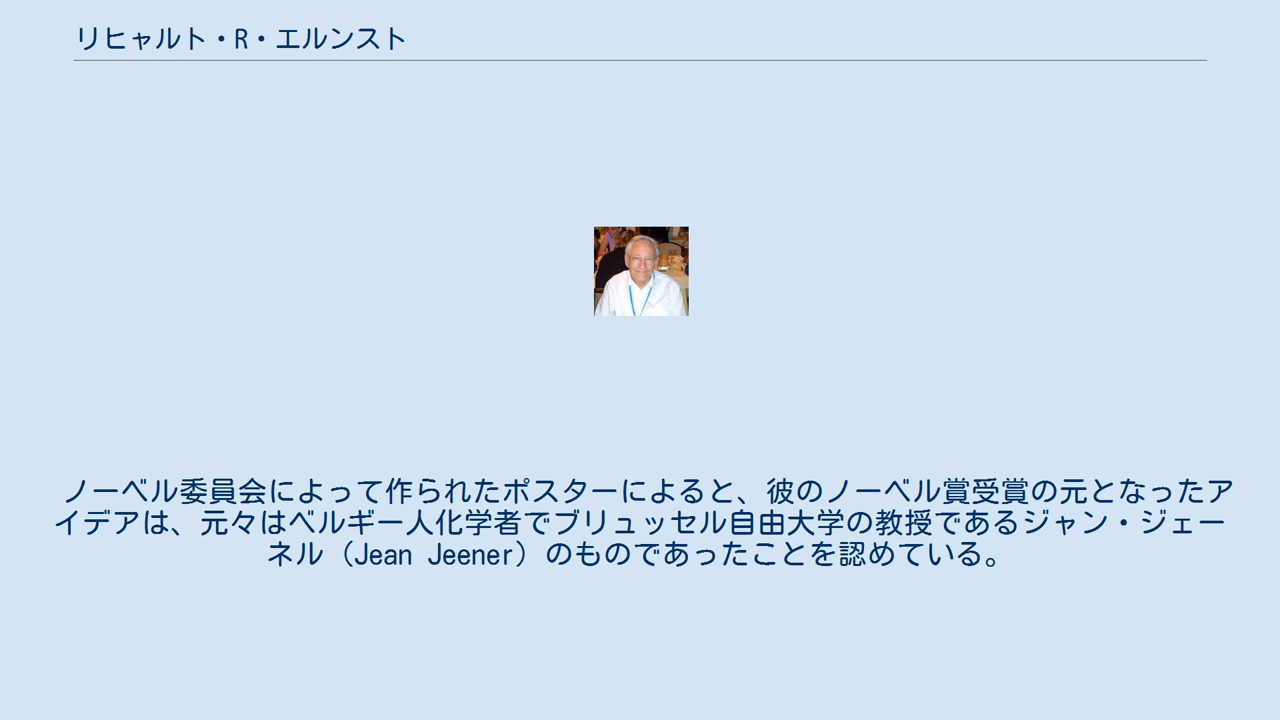 リヒャルト・R・エルンスト
ノーベル委員会によって作られたポスターによると、彼のノーベル賞受賞の元となったア
イデアは、元々はベルギー人化学者でブリュッセル自由大学の教授であるジャン・ジェー
ネル（Jean Jeener）のものであったことを認めている。